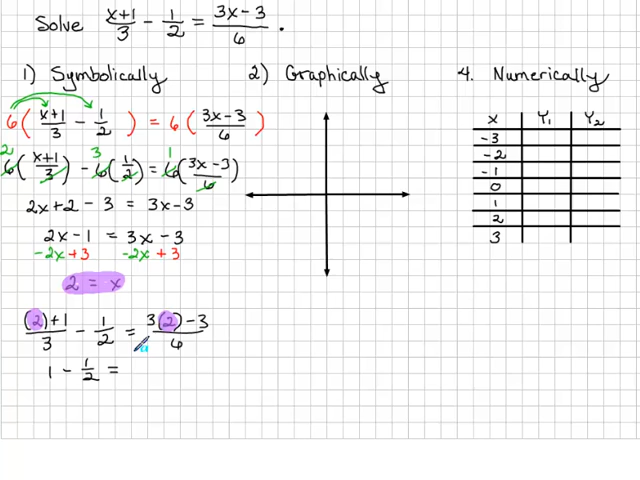 Solve (x+1)/3 - 1/2 = (3x-3)/6 .
1) Symbolically
6( (x+1)/3 - 1/2 ) = 6( (3x-3)/6 )
2 3 1
6( (x+1)/3 ) - 6( 1/2 ) = 6( (3x-3)/6 )
2x+2 - 3 = 3x-3
2x - 1 = 3x - 3
-2x +3 -2x +3
2 = x
((2)+1)/3 - 1/2 = (3(2)-3)/6
1 - 1/2 =
2) Graphically
4. Numerically
x Y₁ Y₂
-3
-2
-1
0
1
2
3